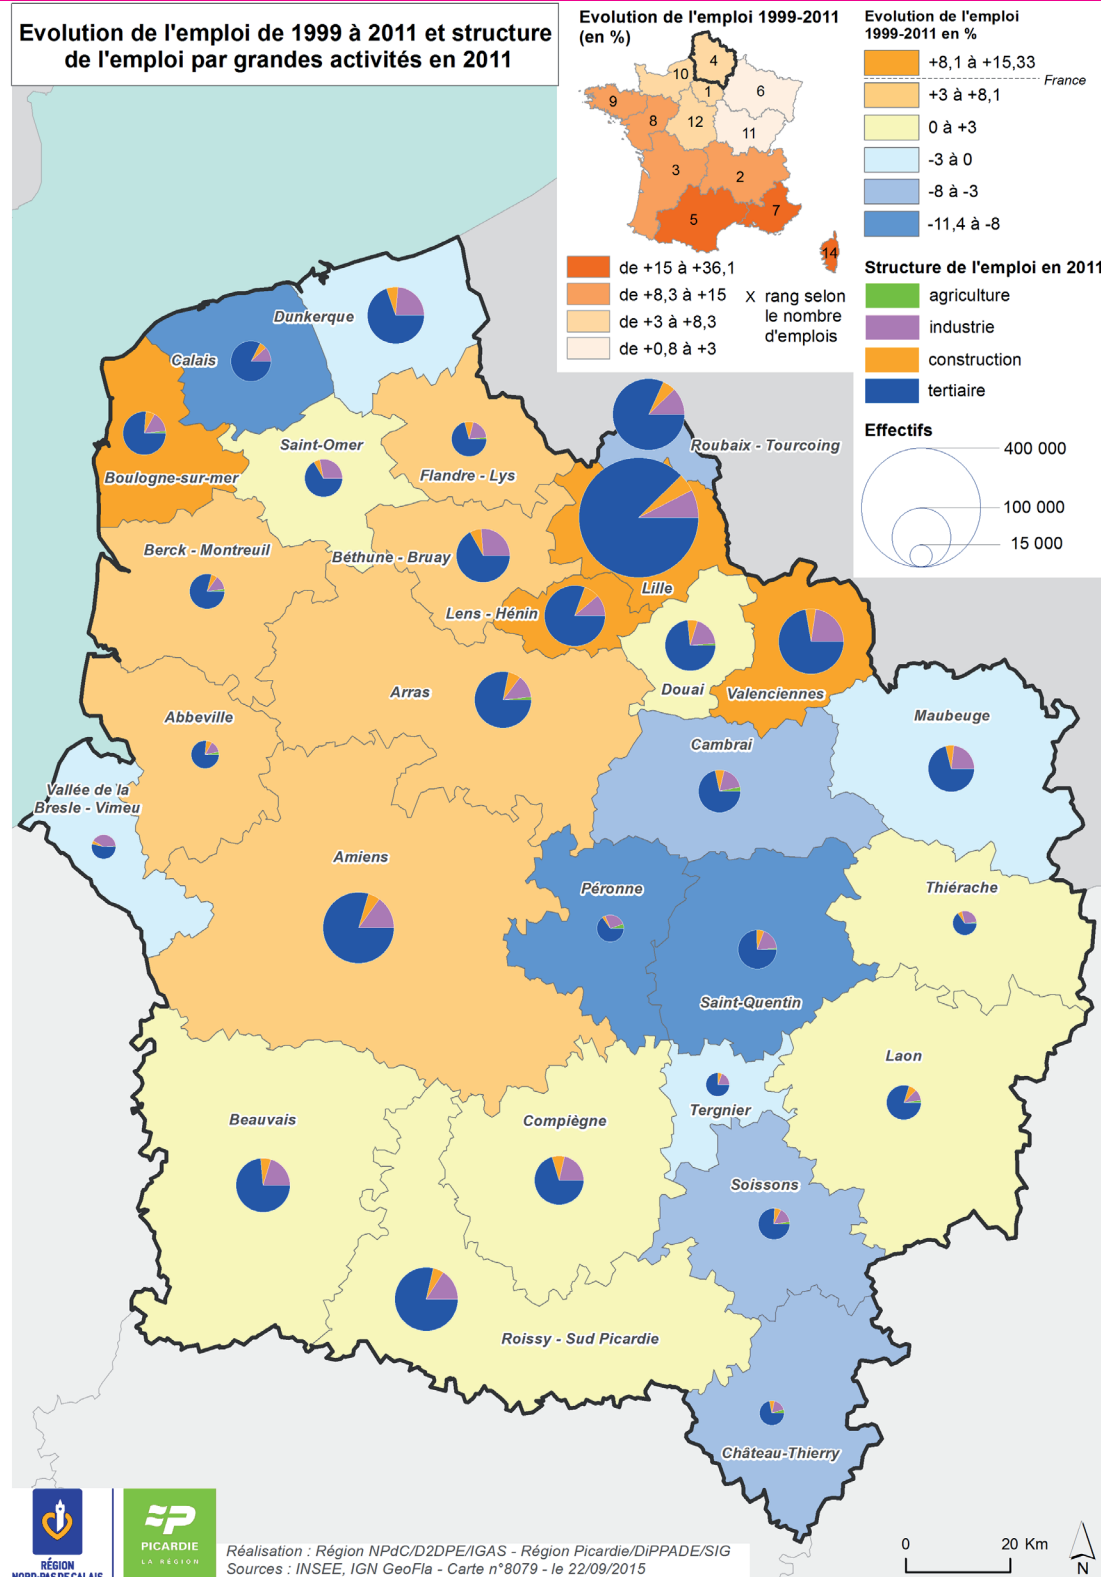 Evolution de l'emploi de 1999 à 2011 et structure
de l'emploi par grandes activités en 2011
Evolution de l'emploi 1999-2011
(en %)
4
10
1
6
9
8
12
11
3
2
5
7
14
de +15 à +36,1
de +8,3 à +15
de +3 à +8,3
de +0,8 à +3
X rang selon
le nombre
d'emplois
Evolution de l'emploi
1999-2011 en %
+8,1 à +15,33
France
+3 à +8,1
0 à +3
-3 à 0
-8 à -3
-11,4 à -8
Structure de l'emploi en 2011
agriculture
industrie
construction
tertiaire
Effectifs
400 000
100 000
15 000
Dunkerque
Calais
Boulogne-sur-mer
Saint-Omer
Flandre - Lys
Roubaix - Tourcoing
Berck - Montreuil
Béthune - Bruay
Lille
Lens - Hénin
Arras
Douai
Valenciennes
Abbeville
Maubeuge
Cambrai
Vallée de la
Bresle - Vimeu
Amiens
Péronne
Thiérache
Saint-Quentin
Laon
Tergnier
Beauvais
Compiègne
Soissons
Roissy - Sud Picardie
Château-Thierry
RÉGION
NORD-PAS DE CALAIS
PICARDIE
LA RÉGION
Réalisation : Région NPdC/D2DPE/IGAS - Région Picardie/DiPPADE/SIG
Sources : INSEE, IGN GeoFla - Carte n°8079 - le 22/09/2015
0 20 Km
N